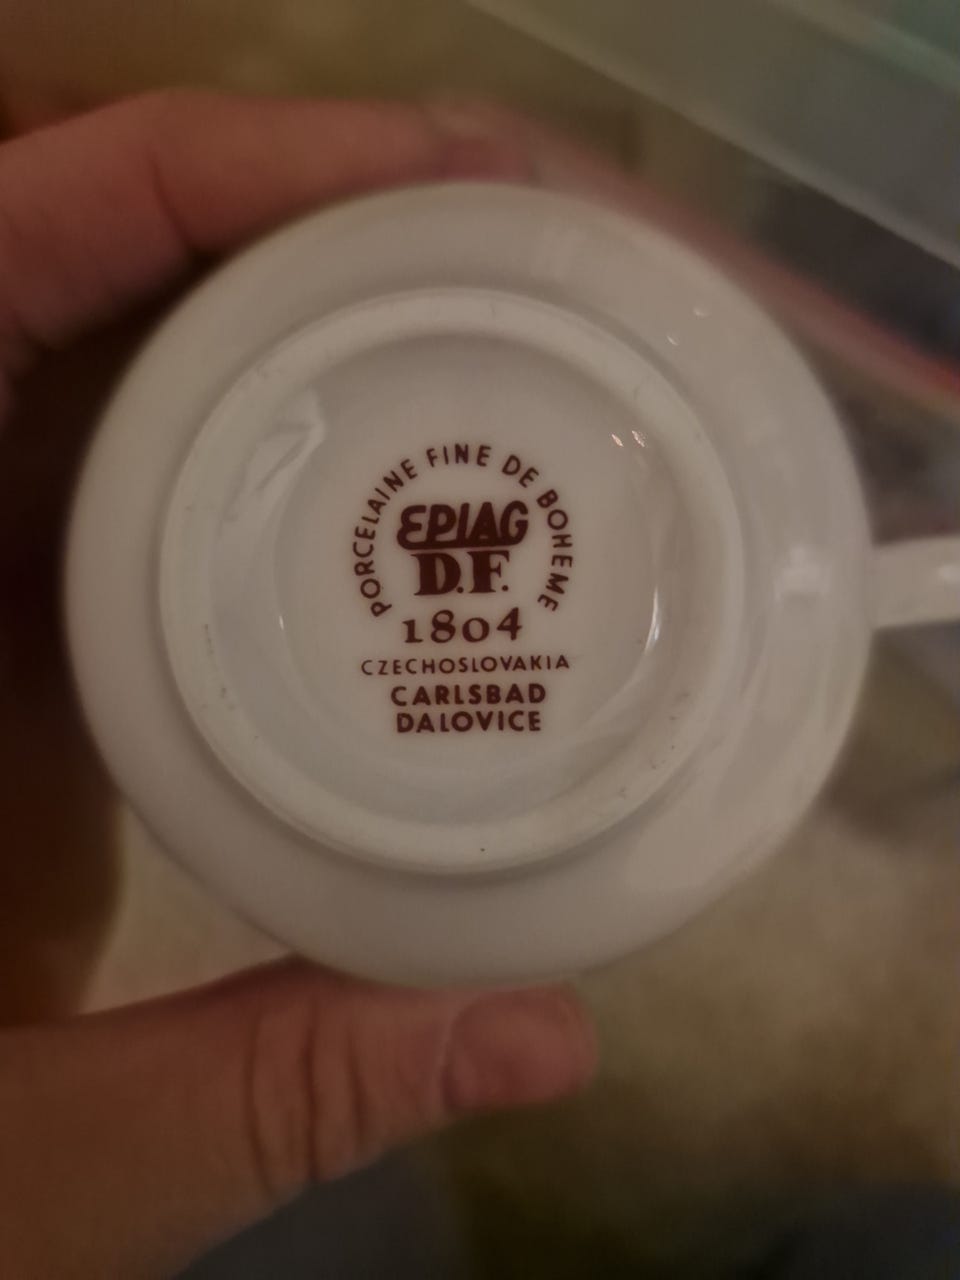 PORCELAINE FINE DE BOHEME
EPIAG
D.F.
1804
CZECHOSLOVAKIA
CARLSBAD
DALOVICE